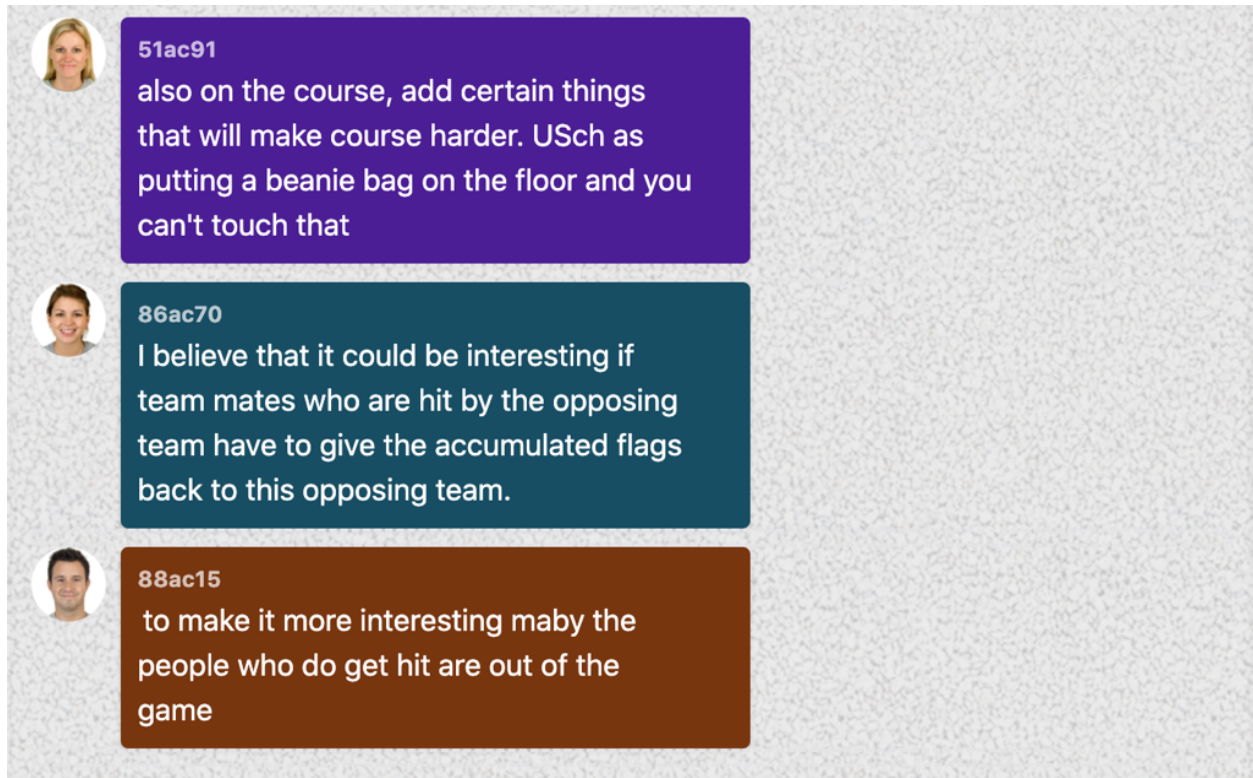 51ac91
also on the course, add certain things
that will make course harder. USch as
putting a beanie bag on the floor and you
can't touch that
86ac70
I believe that it could be interesting if
team mates who are hit by the opposing
team have to give the accumulated flags
back to this opposing team.
88ac15
to make it more interesting maby the
people who do get hit are out of the
game